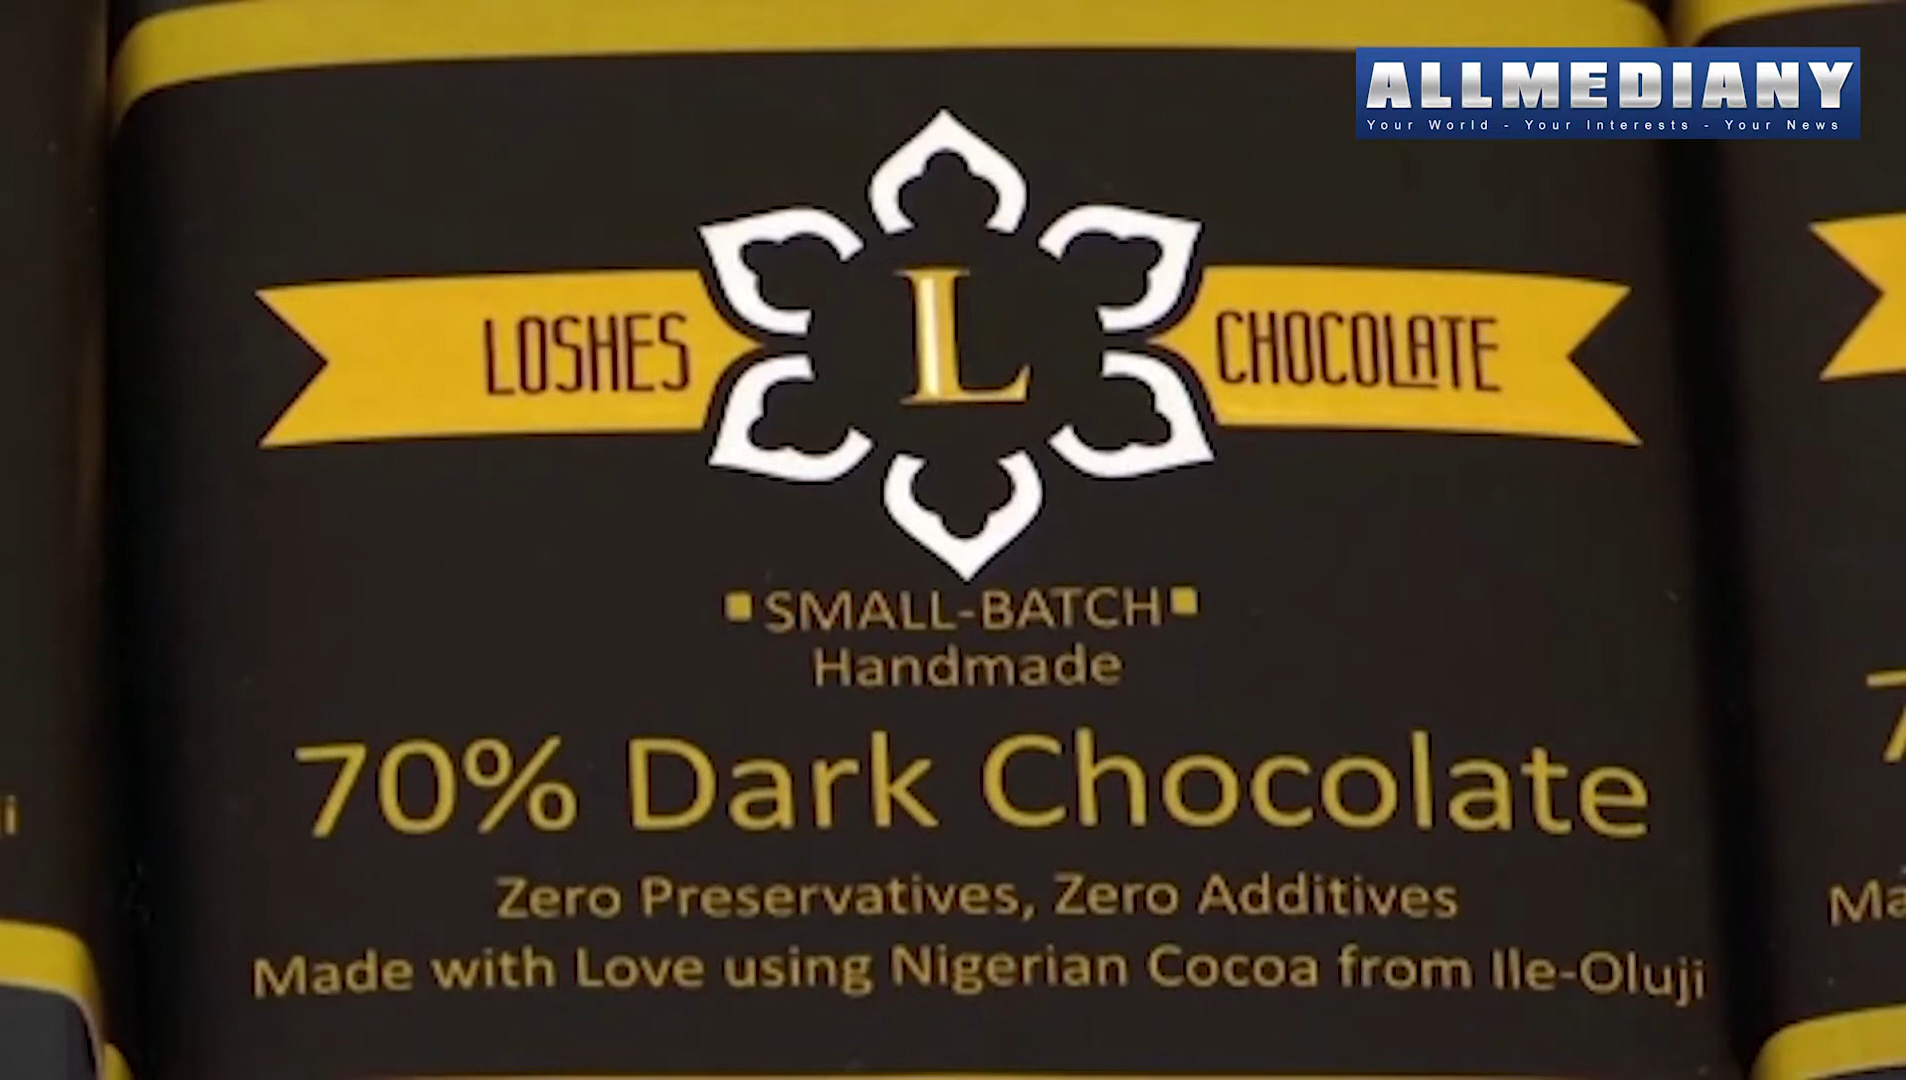 ALLMEDIANY
Your World - Your Interests - Your News
LOSHES L CHOCOLATE
SMALL-BATCH
Handmade
70% Dark Chocolate
Zero Preservatives, Zero Additives
Made with Love using Nigerian Cocoa from Ile-Oluji